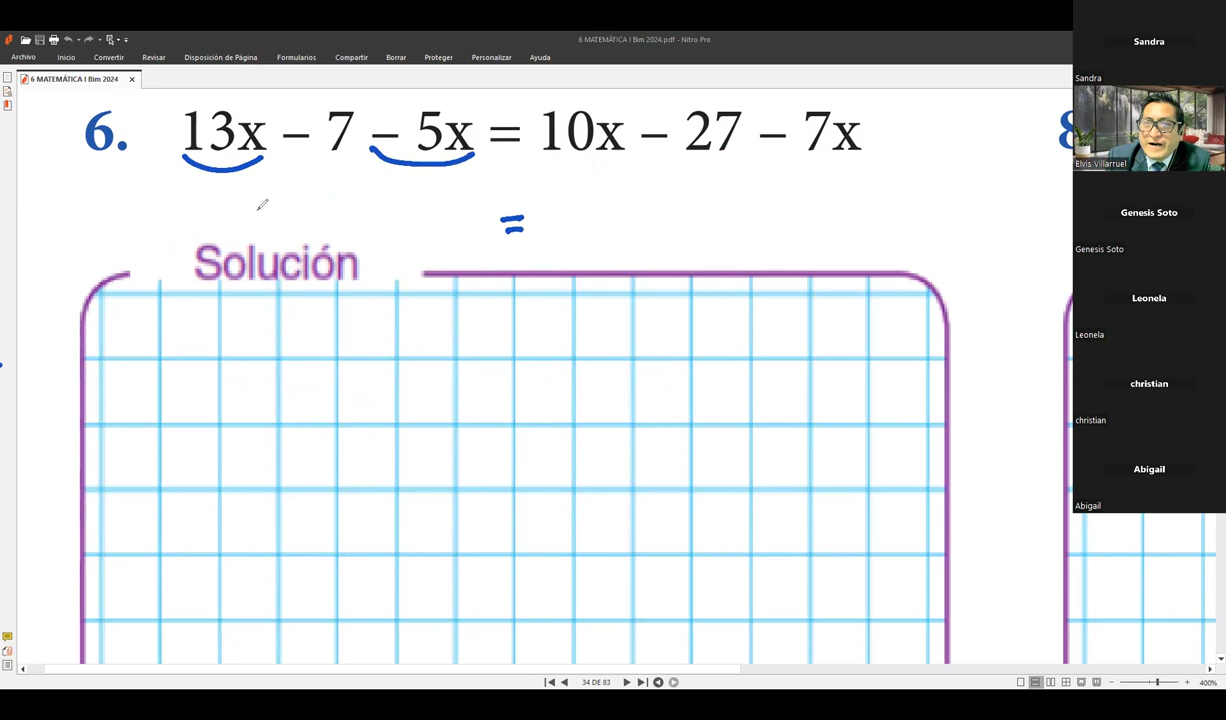 6 MATEMÁTICA I Bim 2024.pdf - Nitro Pro
Archivo Inicio Convertir Revisar Disposición de Página Formularios Compartir Borrar Proteger Personalizar Ayuda
6 MATEMÁTICA I Bim 2024
6. 13x – 7 – 5x = 10x – 27 – 7x
8
=
Solución
Sandra
Sandra
Elvis Villarruel
Genesis Soto
Genesis Soto
Leonela
Leonela
christian
christian
Abigail
Abigail
34 DE 83
400%